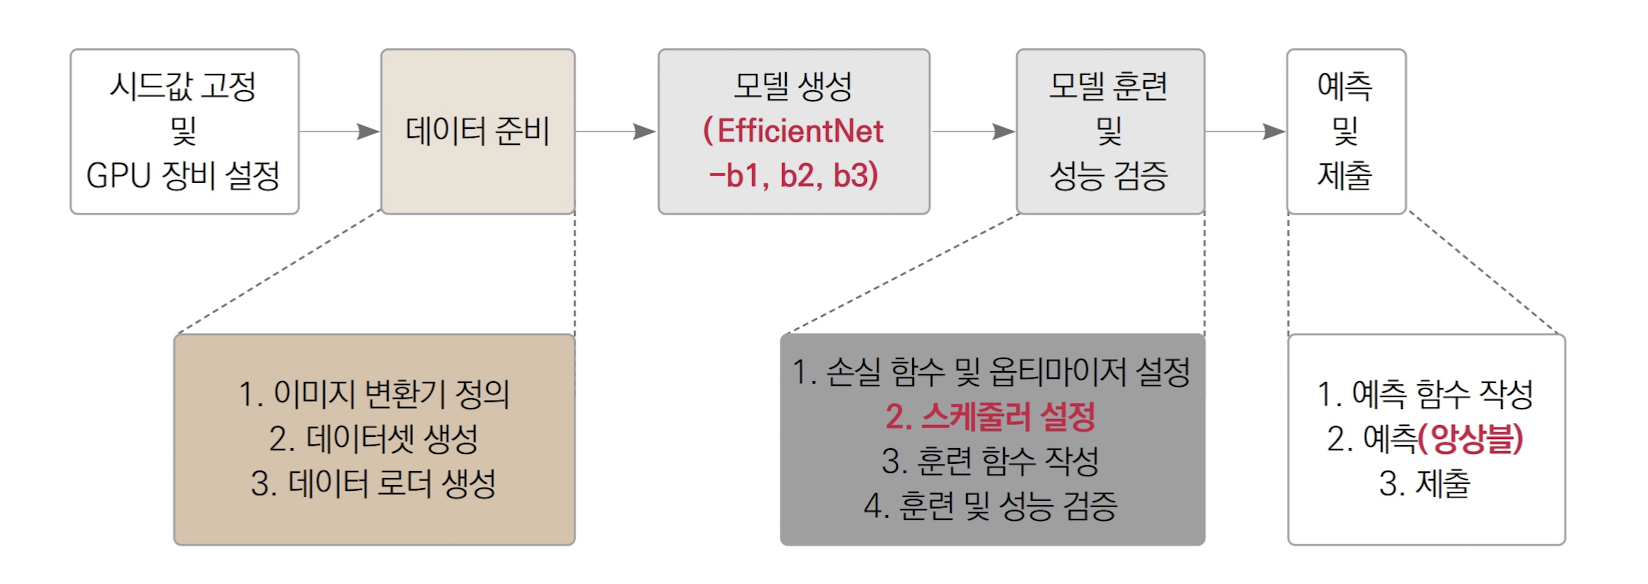 시드값 고정
및
GPU 장비 설정
데이터 준비
모델 생성
(EfficientNet
-b1, b2, b3)
모델 훈련
및
성능 검증
예측
및
제출
1. 이미지 변환기 정의
2. 데이터셋 생성
3. 데이터 로더 생성
1. 손실 함수 및 옵티마이저 설정
2. 스케줄러 설정
3. 훈련 함수 작성
4. 훈련 및 성능 검증
1. 예측 함수 작성
2. 예측(앙상블)
3. 제출